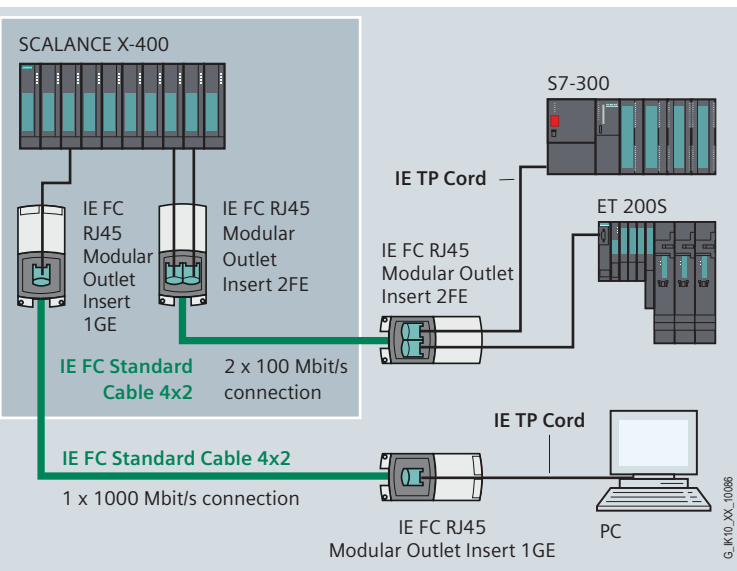 SCALANCE X-400
S7-300
IE TP Cord
ET 200S
IE FC
RJ45
Modular
Outlet
Insert
1GE
IE FC RJ45
Modular
Outlet
Insert 2FE
IE FC RJ45
Modular Outlet
Insert 2FE
IE FC Standard
Cable 4x2
2 x 100 Mbit/s
connection
IE TP Cord
IE FC Standard Cable 4x2
1 x 1000 Mbit/s connection
IE FC RJ45
Modular Outlet Insert 1GE
PC
G_IK10_XX_10086